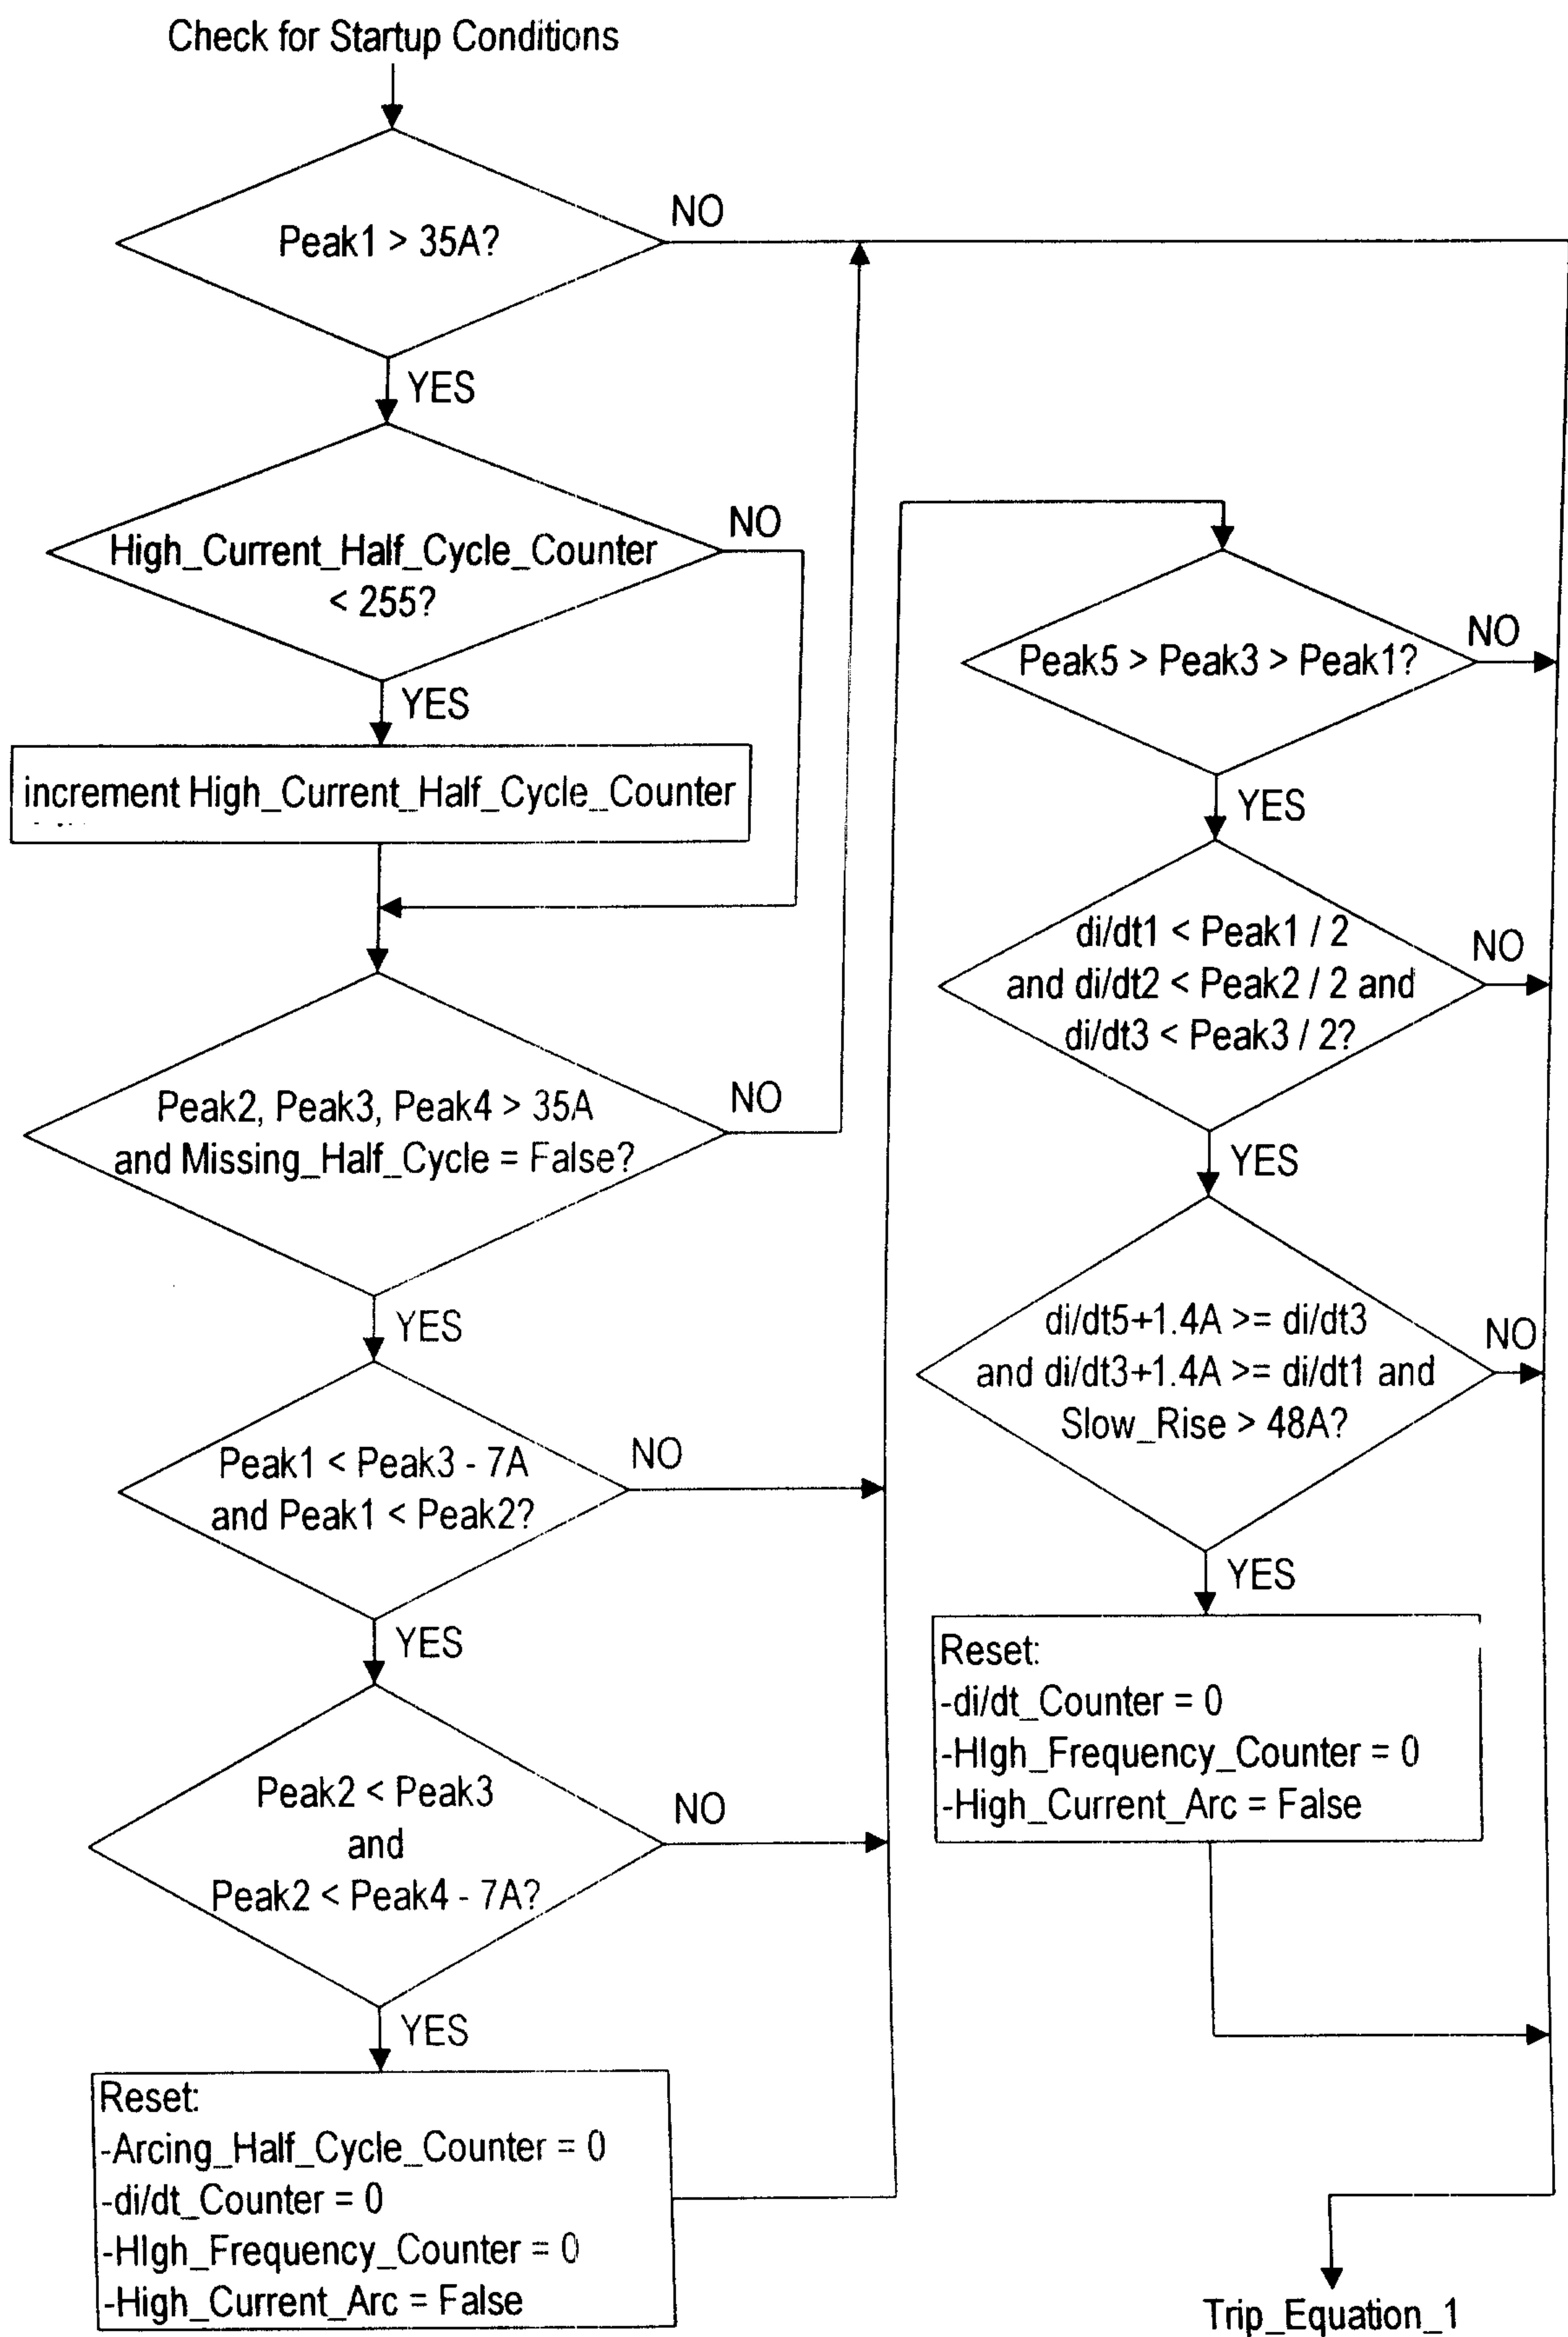 Check for Startup Conditions
Peak1 > 35A?
NO
YES
High_Current_Half_Cycle_Counter
< 255?
NO
YES
increment High_Current_Half_Cycle_Counter
Peak2, Peak3, Peak4 > 35A
and Missing_Half_Cycle = False?
NO
YES
Peak1 < Peak3 - 7A
and Peak1 < Peak2?
NO
YES
Peak2 < Peak3
and
Peak2 < Peak4 - 7A?
NO
YES
Reset:
-Arcing_Half_Cycle_Counter = 0
-di/dt_Counter = 0
-HIgh_Frequency_Counter = 0
-High_Current_Arc = False
Peak5 > Peak3 > Peak1?
NO
YES
di/dt1 < Peak1 / 2
and di/dt2 < Peak2 / 2 and
di/dt3 < Peak3 / 2?
NO
YES
di/dt5+1.4A >= di/dt3
and di/dt3+1.4A >= di/dt1 and
Slow_Rise > 48A?
NO
YES
Reset:
-di/dt_Counter = 0
-HIgh_Frequency_Counter = 0
-High_Current_Arc = False
Trip_Equation_1